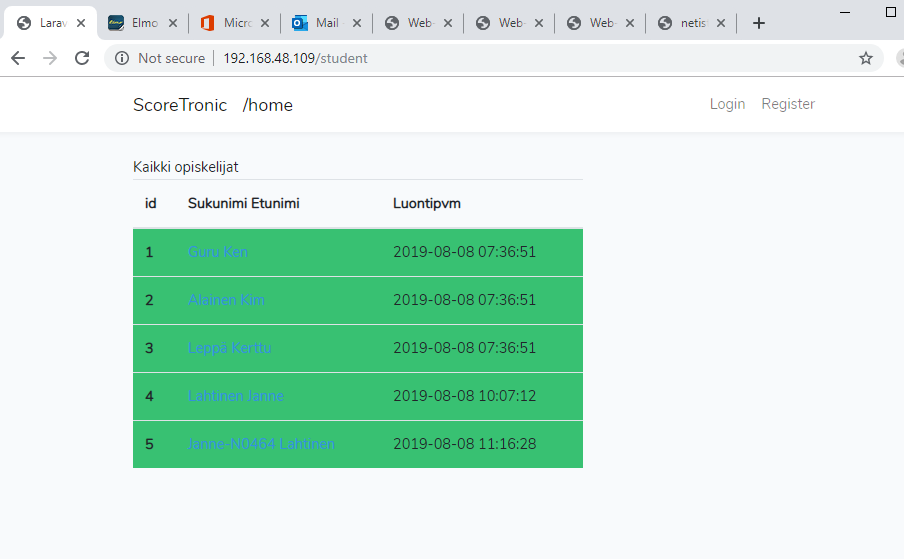 Larav Elmo Micro Mail - Web- Web- Web- netis
Not secure 192.168.48.109/student
ScoreTronic /home Login Register
Kaikki opiskelijat
id Sukunimi Etunimi Luontipvm
1 Guru Ken 2019-08-08 07:36:51
2 Alainen Kim 2019-08-08 07:36:51
3 Leppä Kerttu 2019-08-08 07:36:51
4 Lahtinen Janne 2019-08-08 10:07:12
5 Janne-N0464 Lahtinen 2019-08-08 11:16:28